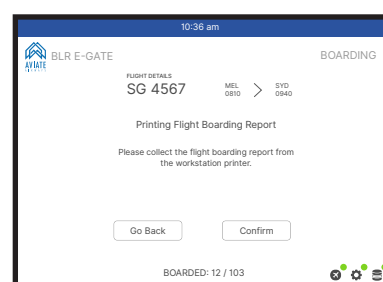 10:36 am
AVIATE
BLR E-GATE
BOARDING
FLIGHT DETAILS
SG 4567
MEL
0810
SYD
0940
Printing Flight Boarding Report
Please collect the flight boarding report from
the workstation printer.
Go Back
Confirm
BOARDED: 12 / 103